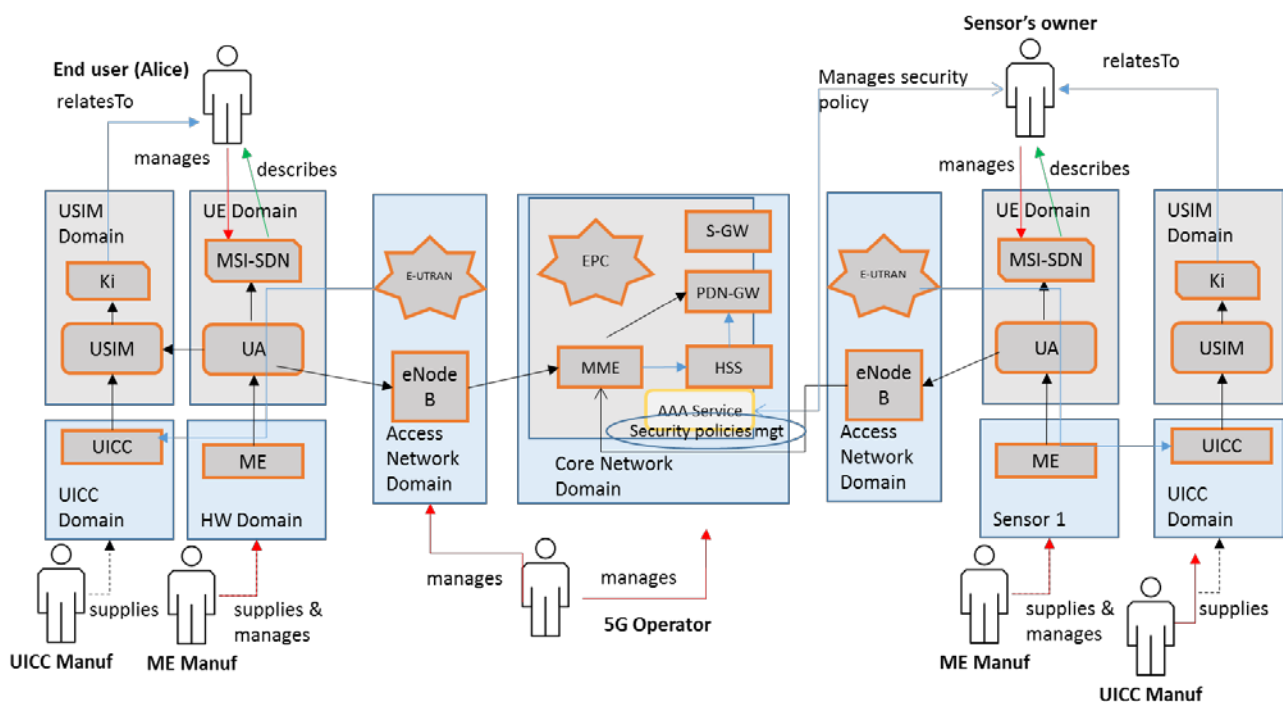 Sensor's owner
End user (Alice)
relatesTo
Manages security
policy
relatesTo
manages
describes
manages
describes
USIM
Domain
UE Domain
MSI-SDN
Ki
USIM
UA
E-UTRAN
eNode
B
Access
Network
Domain
EPC
S-GW
PDN-GW
MME
HSS
AAA Service
Security policies mgt
Core Network
Domain
E-UTRAN
eNode
B
Access
Network
Domain
UE Domain
MSI-SDN
UA
USIM
Domain
Ki
USIM
UICC
UICC
Domain
ME
HW Domain
ME
Sensor 1
UICC
UICC
Domain
supplies
supplies &
manages
UICC Manuf
ME Manuf
manages
manages
5G Operator
supplies &
manages
ME Manuf
supplies
UICC Manuf